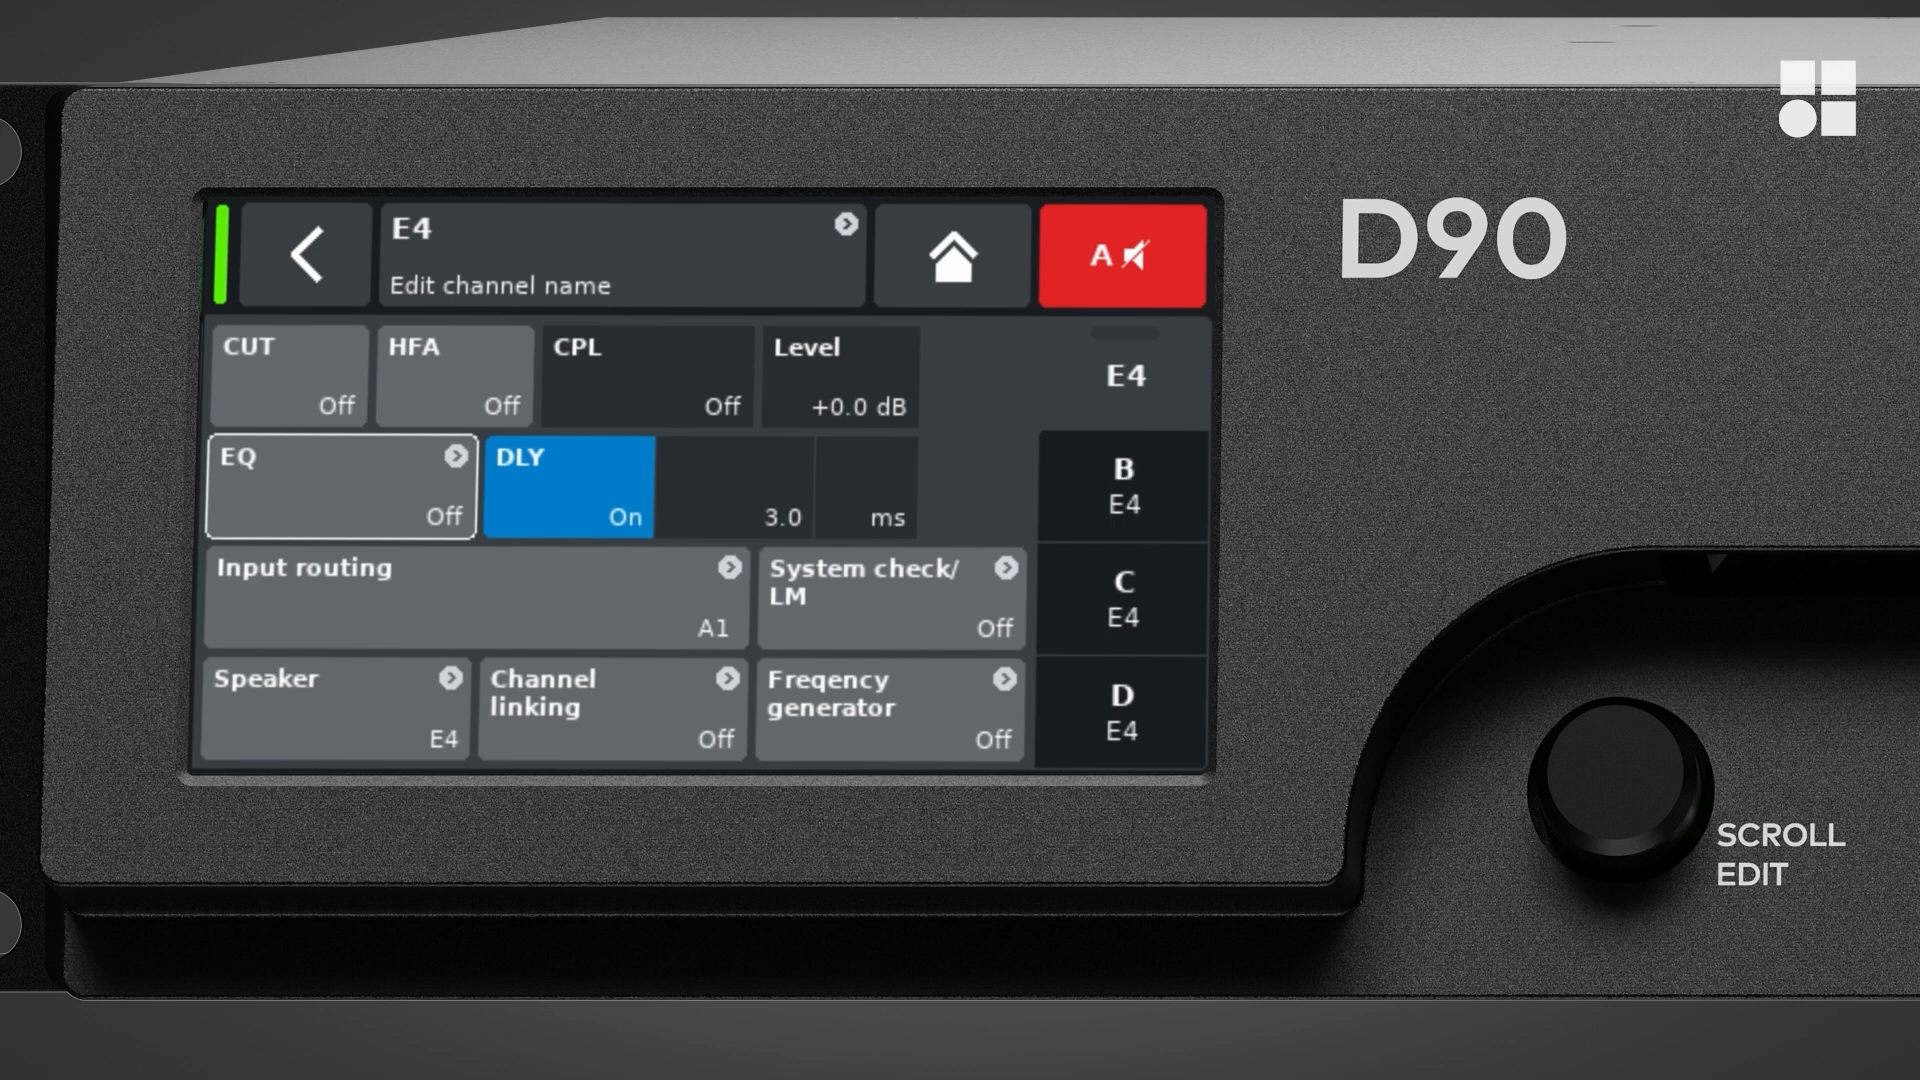 D90
E4
Edit channel name
A
CUT
Off
HFA
Off
CPL
Off
Level
+0.0 dB
E4
EQ
Off
DLY
On
3.0
ms
B
E4
Input routing
A1
System check/
LM
Off
C
E4
Speaker
E4
Channel
linking
Off
Freqency
generator
Off
D
E4
SCROLL
EDIT